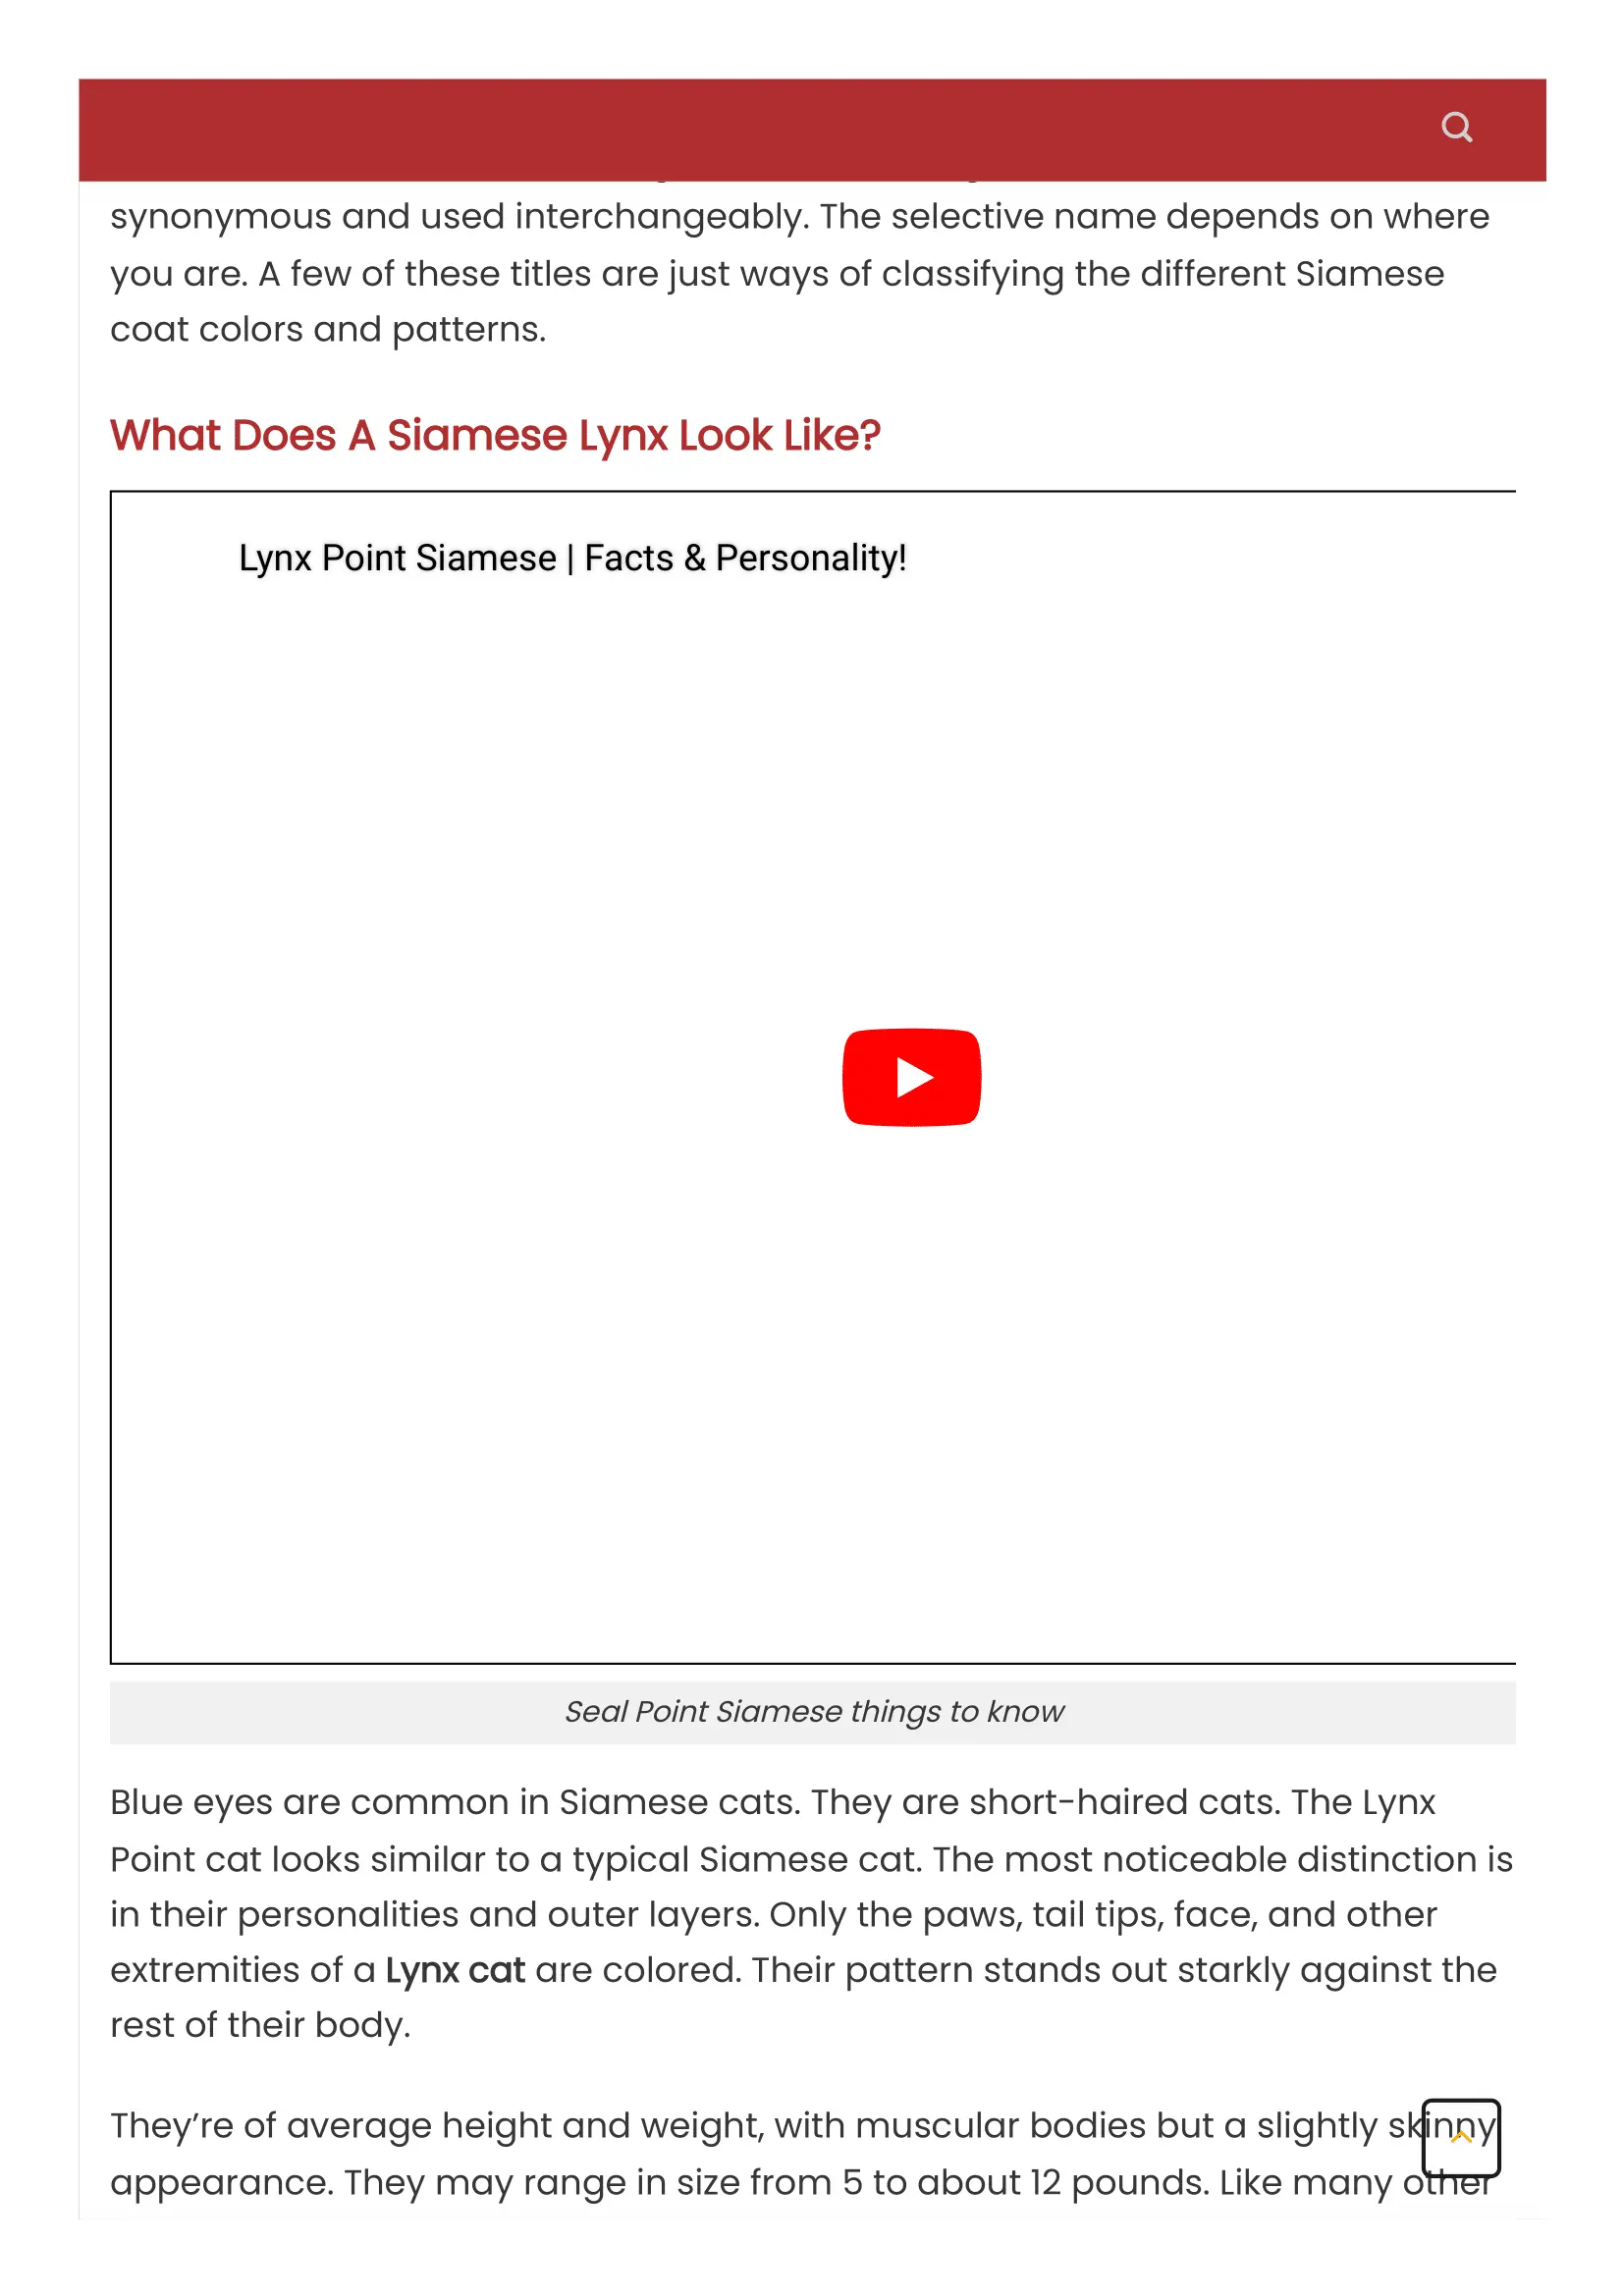 synonymous and used interchangeably. The selective name depends on where
you are. A few of these titles are just ways of classifying the different Siamese
coat colors and patterns.
What Does A Siamese Lynx Look Like?
Lynx Point Siamese | Facts & Personality!
Seal Point Siamese things to know
Blue eyes are common in Siamese cats. They are short-haired cats. The Lynx
Point cat looks similar to a typical Siamese cat. The most noticeable distinction is
in their personalities and outer layers. Only the paws, tail tips, face, and other
extremities of a Lynx cat are colored. Their pattern stands out starkly against the
rest of their body.
They’re of average height and weight, with muscular bodies but a slightly skinny
appearance. They may range in size from 5 to about 12 pounds. Like many other